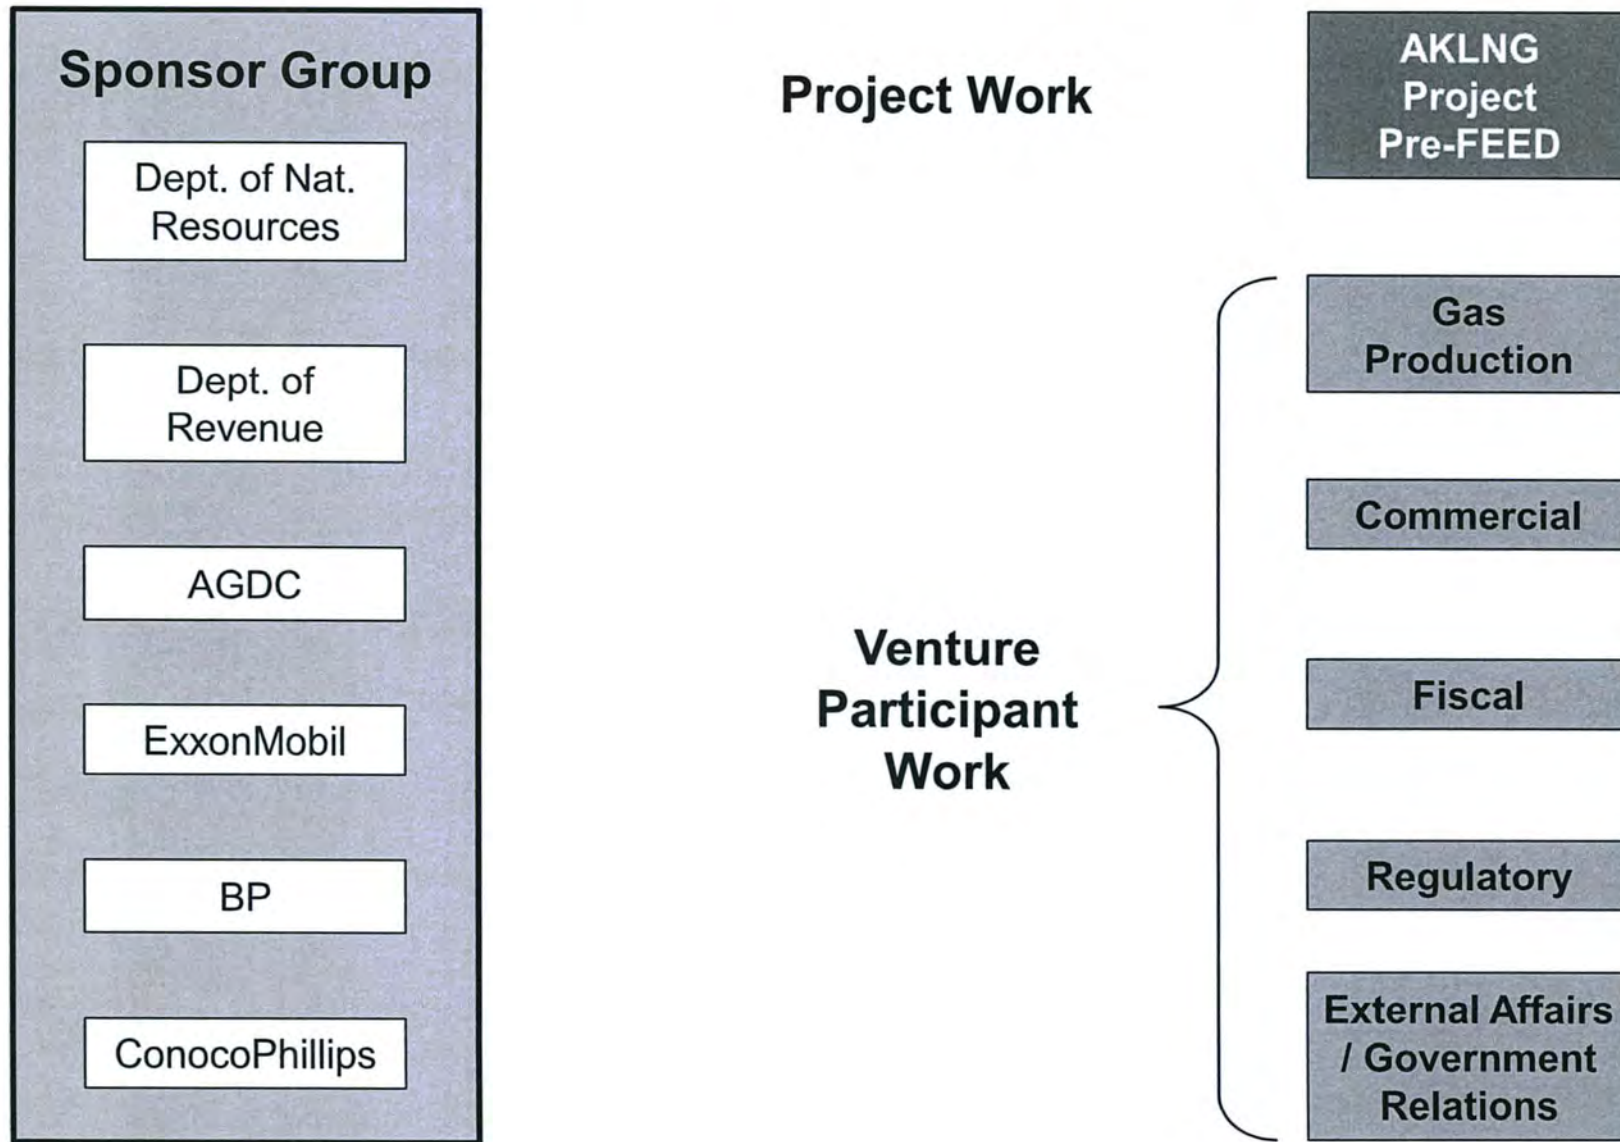 Sponsor Group
Dept. of Nat.
Resources
Dept. of
Revenue
AGDC
ExxonMobil
BP
ConocoPhillips
Project Work
Venture
Participant
Work
AKLNG
Project
Pre-FEED
Gas
Production
Commercial
Fiscal
Regulatory
External Affairs
/ Government
Relations